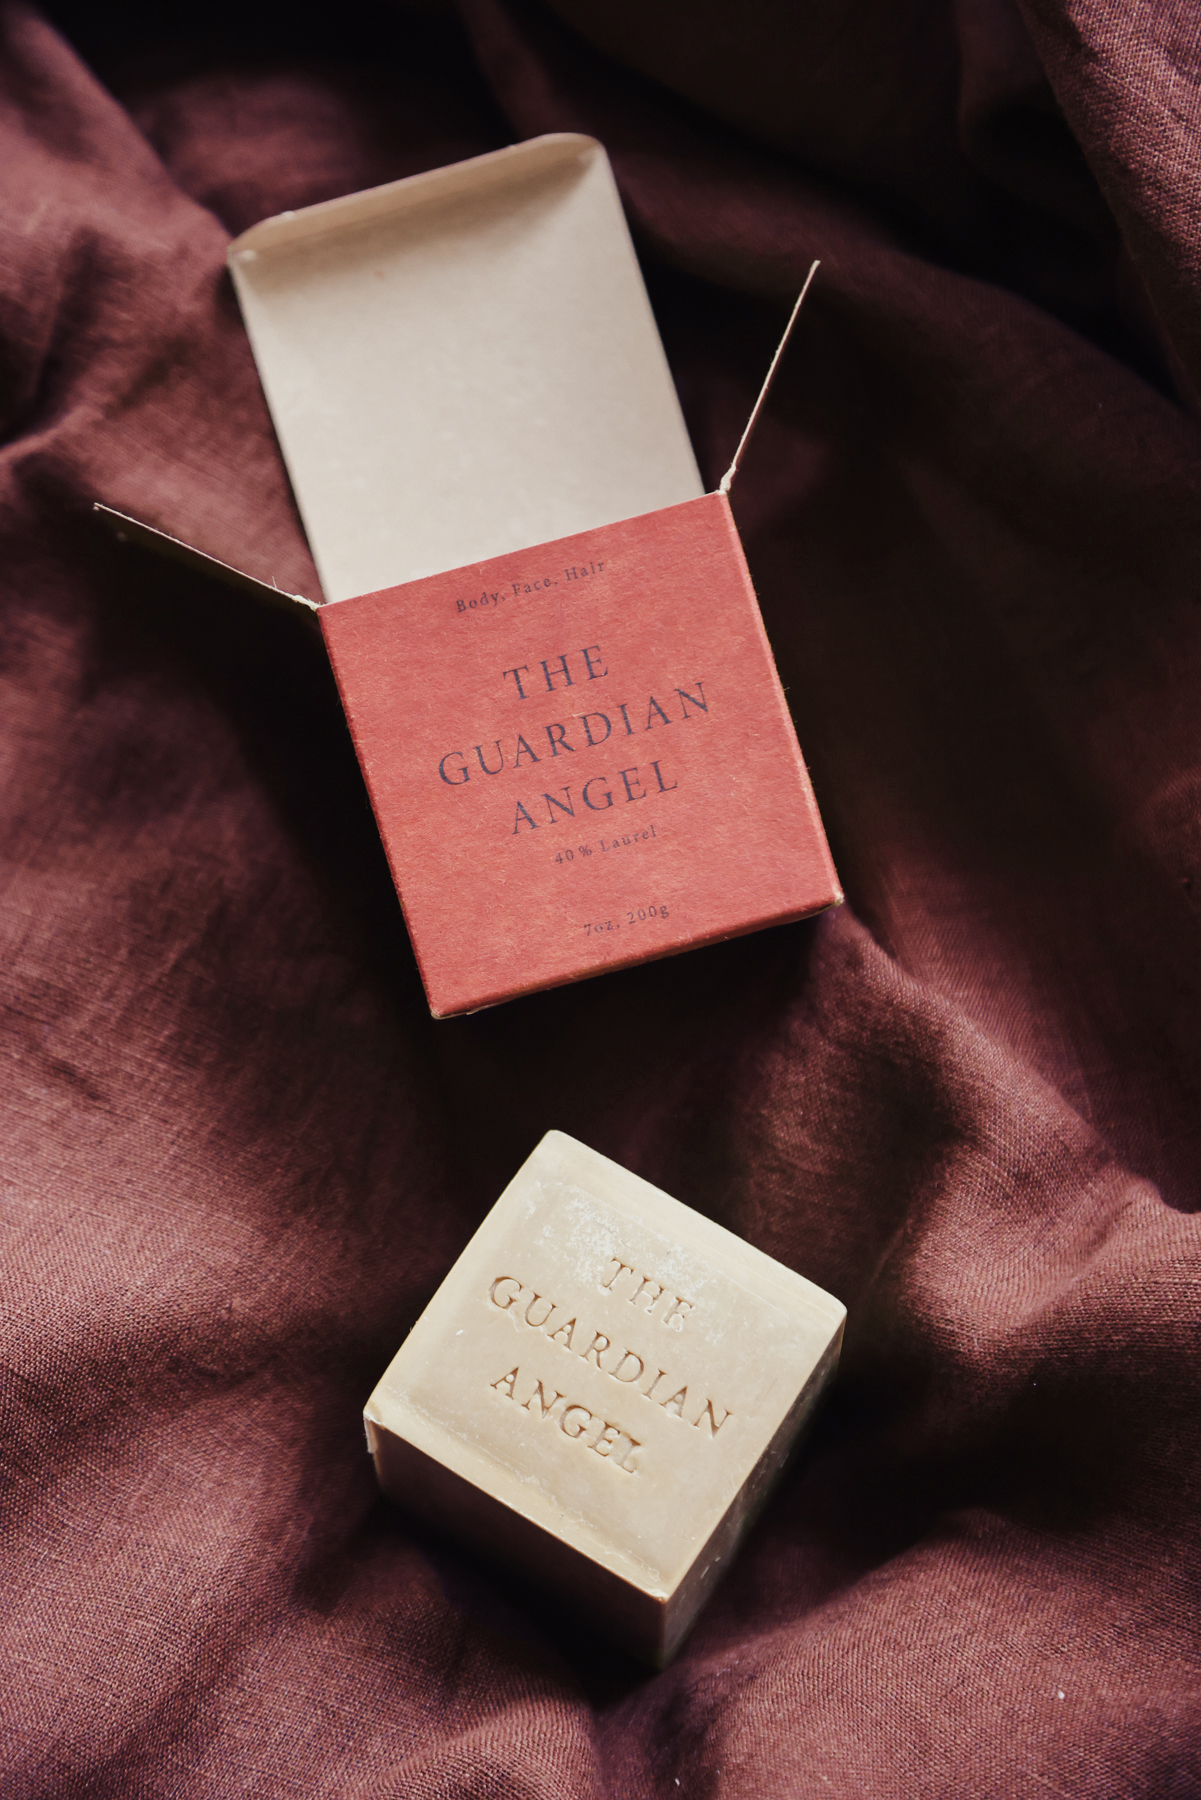 Body, Face, Hair
THE
GUARDIAN
ANGEL
40% Laurel
7oz, 200g
THE
GUARDIAN
ANGEL